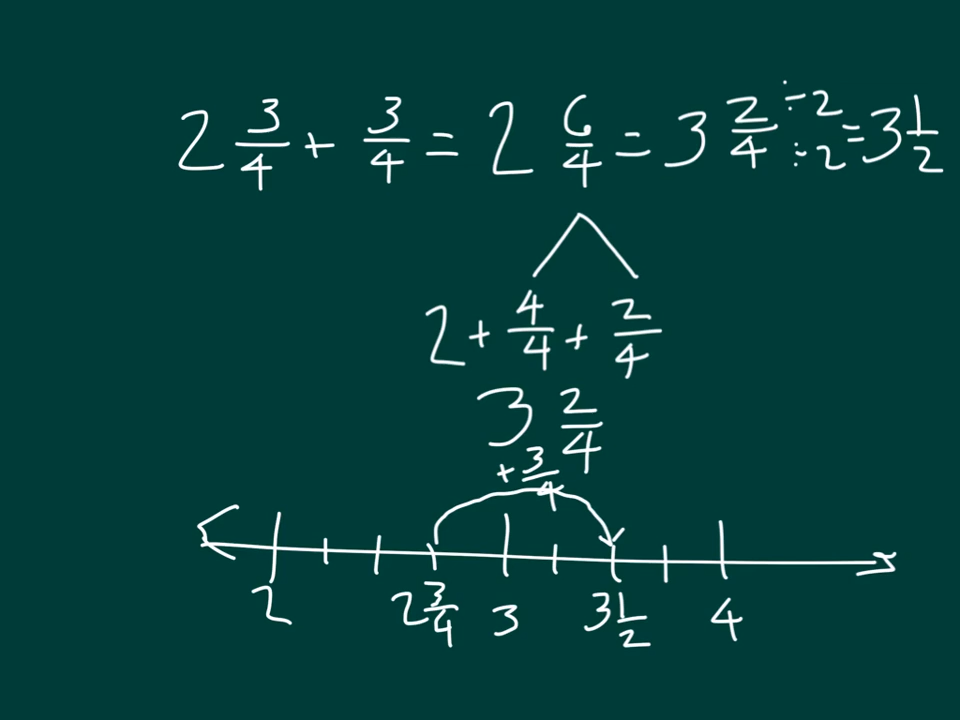 2 3/4 + 3/4 = 2 6/4 = 3 2/4 ÷2/÷2 = 3 1/2
2 + 4/4 + 2/4
3 2/4
+ 3/4
2 2 3/4 3 3 1/2 4